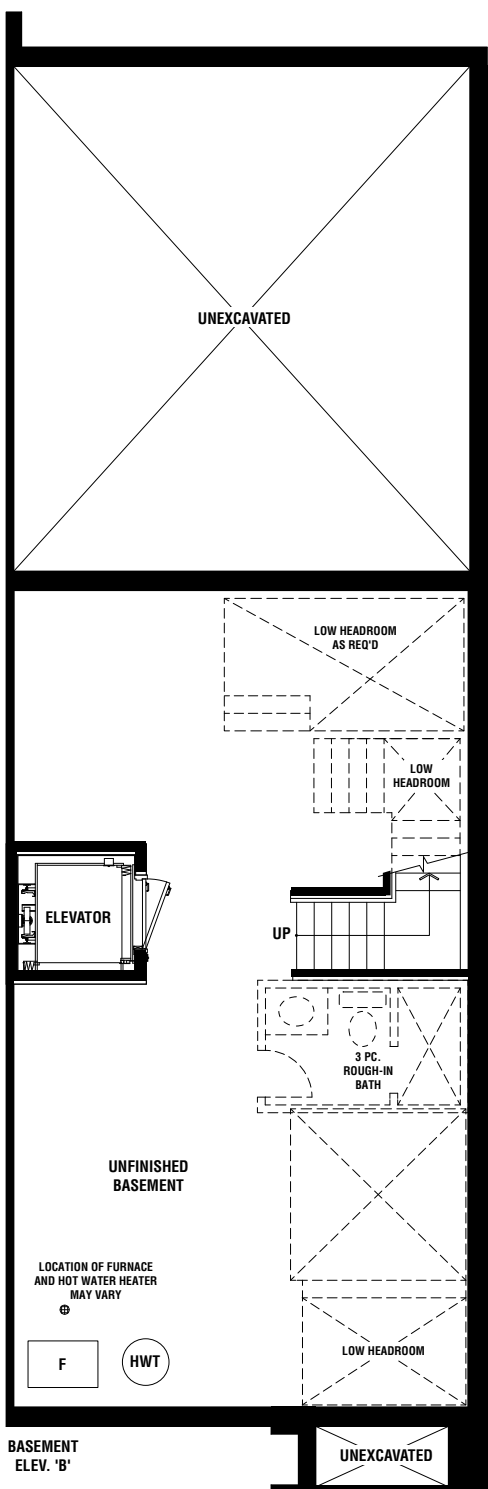 UNEXCAVATED
LOW HEADROOM
AS REQ'D
LOW
HEADROOM
ELEVATOR
UP
3 PC.
ROUGH-IN
BATH
UNFINISHED
BASEMENT
LOCATION OF FURNACE
AND HOT WATER HEATER
MAY VARY
F
HWT
LOW HEADROOM
BASEMENT
ELEV. 'B'
UNEXCAVATED